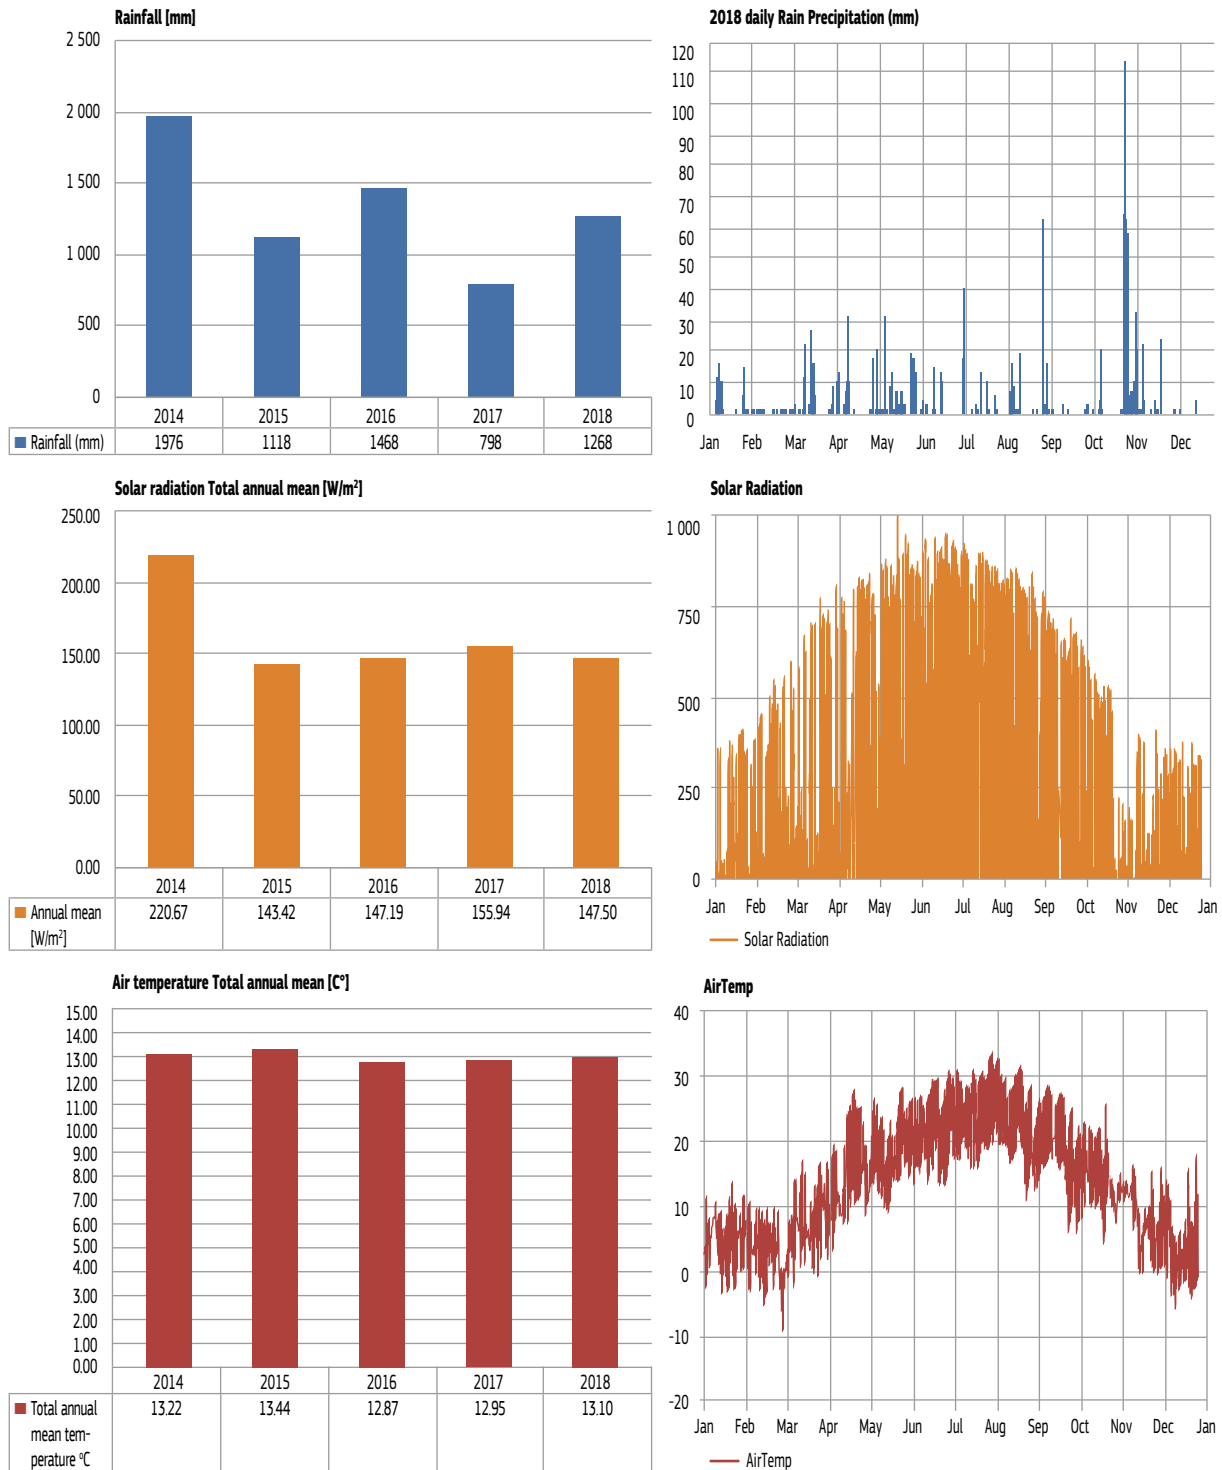 Rainfall [mm]
2 500
2 000
1 500
1 000
500
0
2014 2015 2016 2017 2018
Rainfall (mm) 1976 1118 1468 798 1268
2018 daily Rain Precipitation (mm)
120
110
100
90
80
70
60
50
40
30
20
10
0
Jan Feb Mar Apr May Jun Jul Aug Sep Oct Nov Dec
Solar radiation Total annual mean [W/m²]
250.00
200.00
150.00
100.00
50.00
0.00
2014 2015 2016 2017 2018
Annual mean 220.67 143.42 147.19 155.94 147.50
[W/m²]
Solar Radiation
1 000
750
500
250
0
Jan Feb Mar Apr May Jun Jul Aug Sep Oct Nov Dec Jan
Solar Radiation
Air temperature Total annual mean [C°]
15.00
14.00
13.00
12.00
11.00
10.00
9.00
8.00
7.00
6.00
5.00
4.00
3.00
2.00
1.00
0.00
2014 2015 2016 2017 2018
Total annual 13.22 13.44 12.87 12.95 13.10
mean tem-
perature ºC
AirTemp
40
30
20
10
0
-10
-20
Jan Feb Mar Apr May Jun Jul Aug Sep Oct Nov Dec Jan
AirTemp